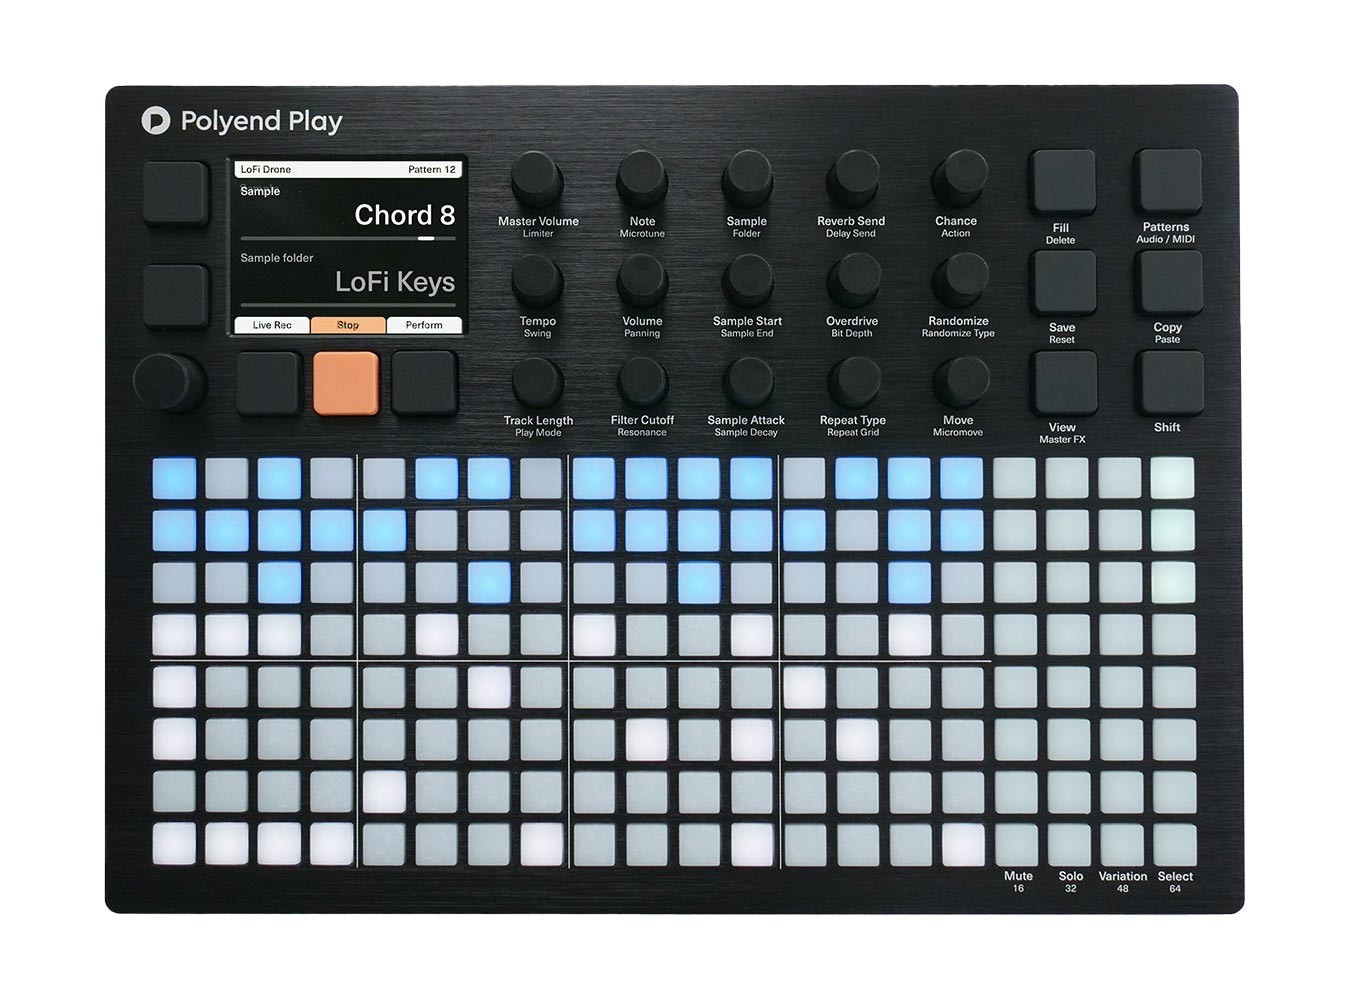 Polyend Play
LoFi Drone Pattern 12
Sample
Chord 8
Sample folder
LoFi Keys
Live Rec Stop Perform
Master Volume Note Sample Reverb Send Chance
Limiter Microtune Folder Delay Send Action
Fill Patterns
Delete Audio / MIDI
Tempo Volume Sample Start Overdrive Randomize
Swing Panning Sample End Bit Depth Randomize Type
Save Copy
Reset Paste
Track Length Filter Cutoff Sample Attack Repeat Type Move
Play Mode Resonance Sample Decay Repeat Grid Micromove
View Shift
Master FX
Mute Solo Variation Select
16 32 48 64